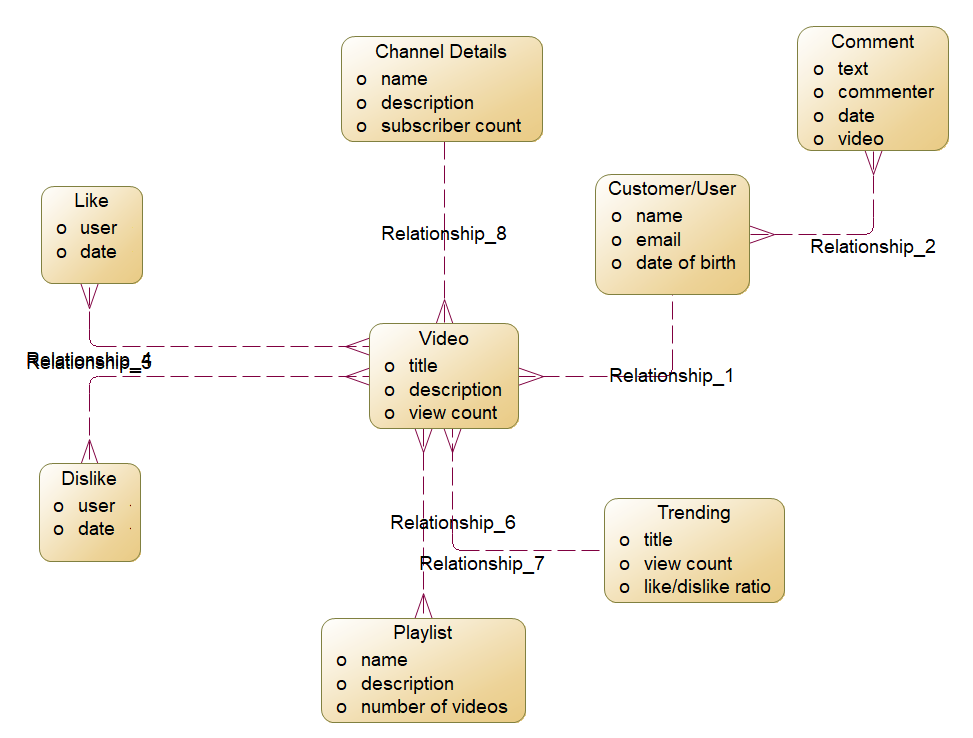 Channel Details
o name
o description
o subscriber count
Comment
o text
o commenter
o date
o video
Customer/User
o name
o email
o date of birth
Like
o user
o date
Relationship_8
Relationship_2
Video
o title
o description
o view count
Relationship_4
Relationship_1
Dislike
o user
o date
Relationship_6
Relationship_7
Trending
o title
o view count
o like/dislike ratio
Playlist
o name
o description
o number of videos